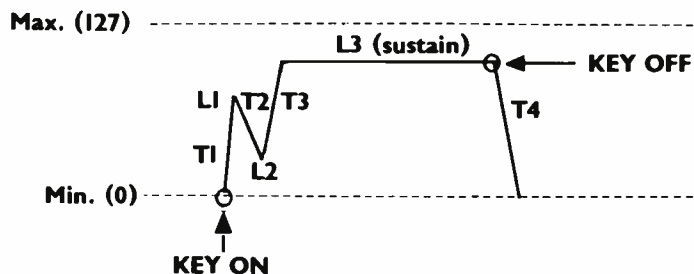 Max. (127)
L3 (sustain)
KEY OFF
L1 T2 T3
T4
T1
L2
Min. (0)
KEY ON